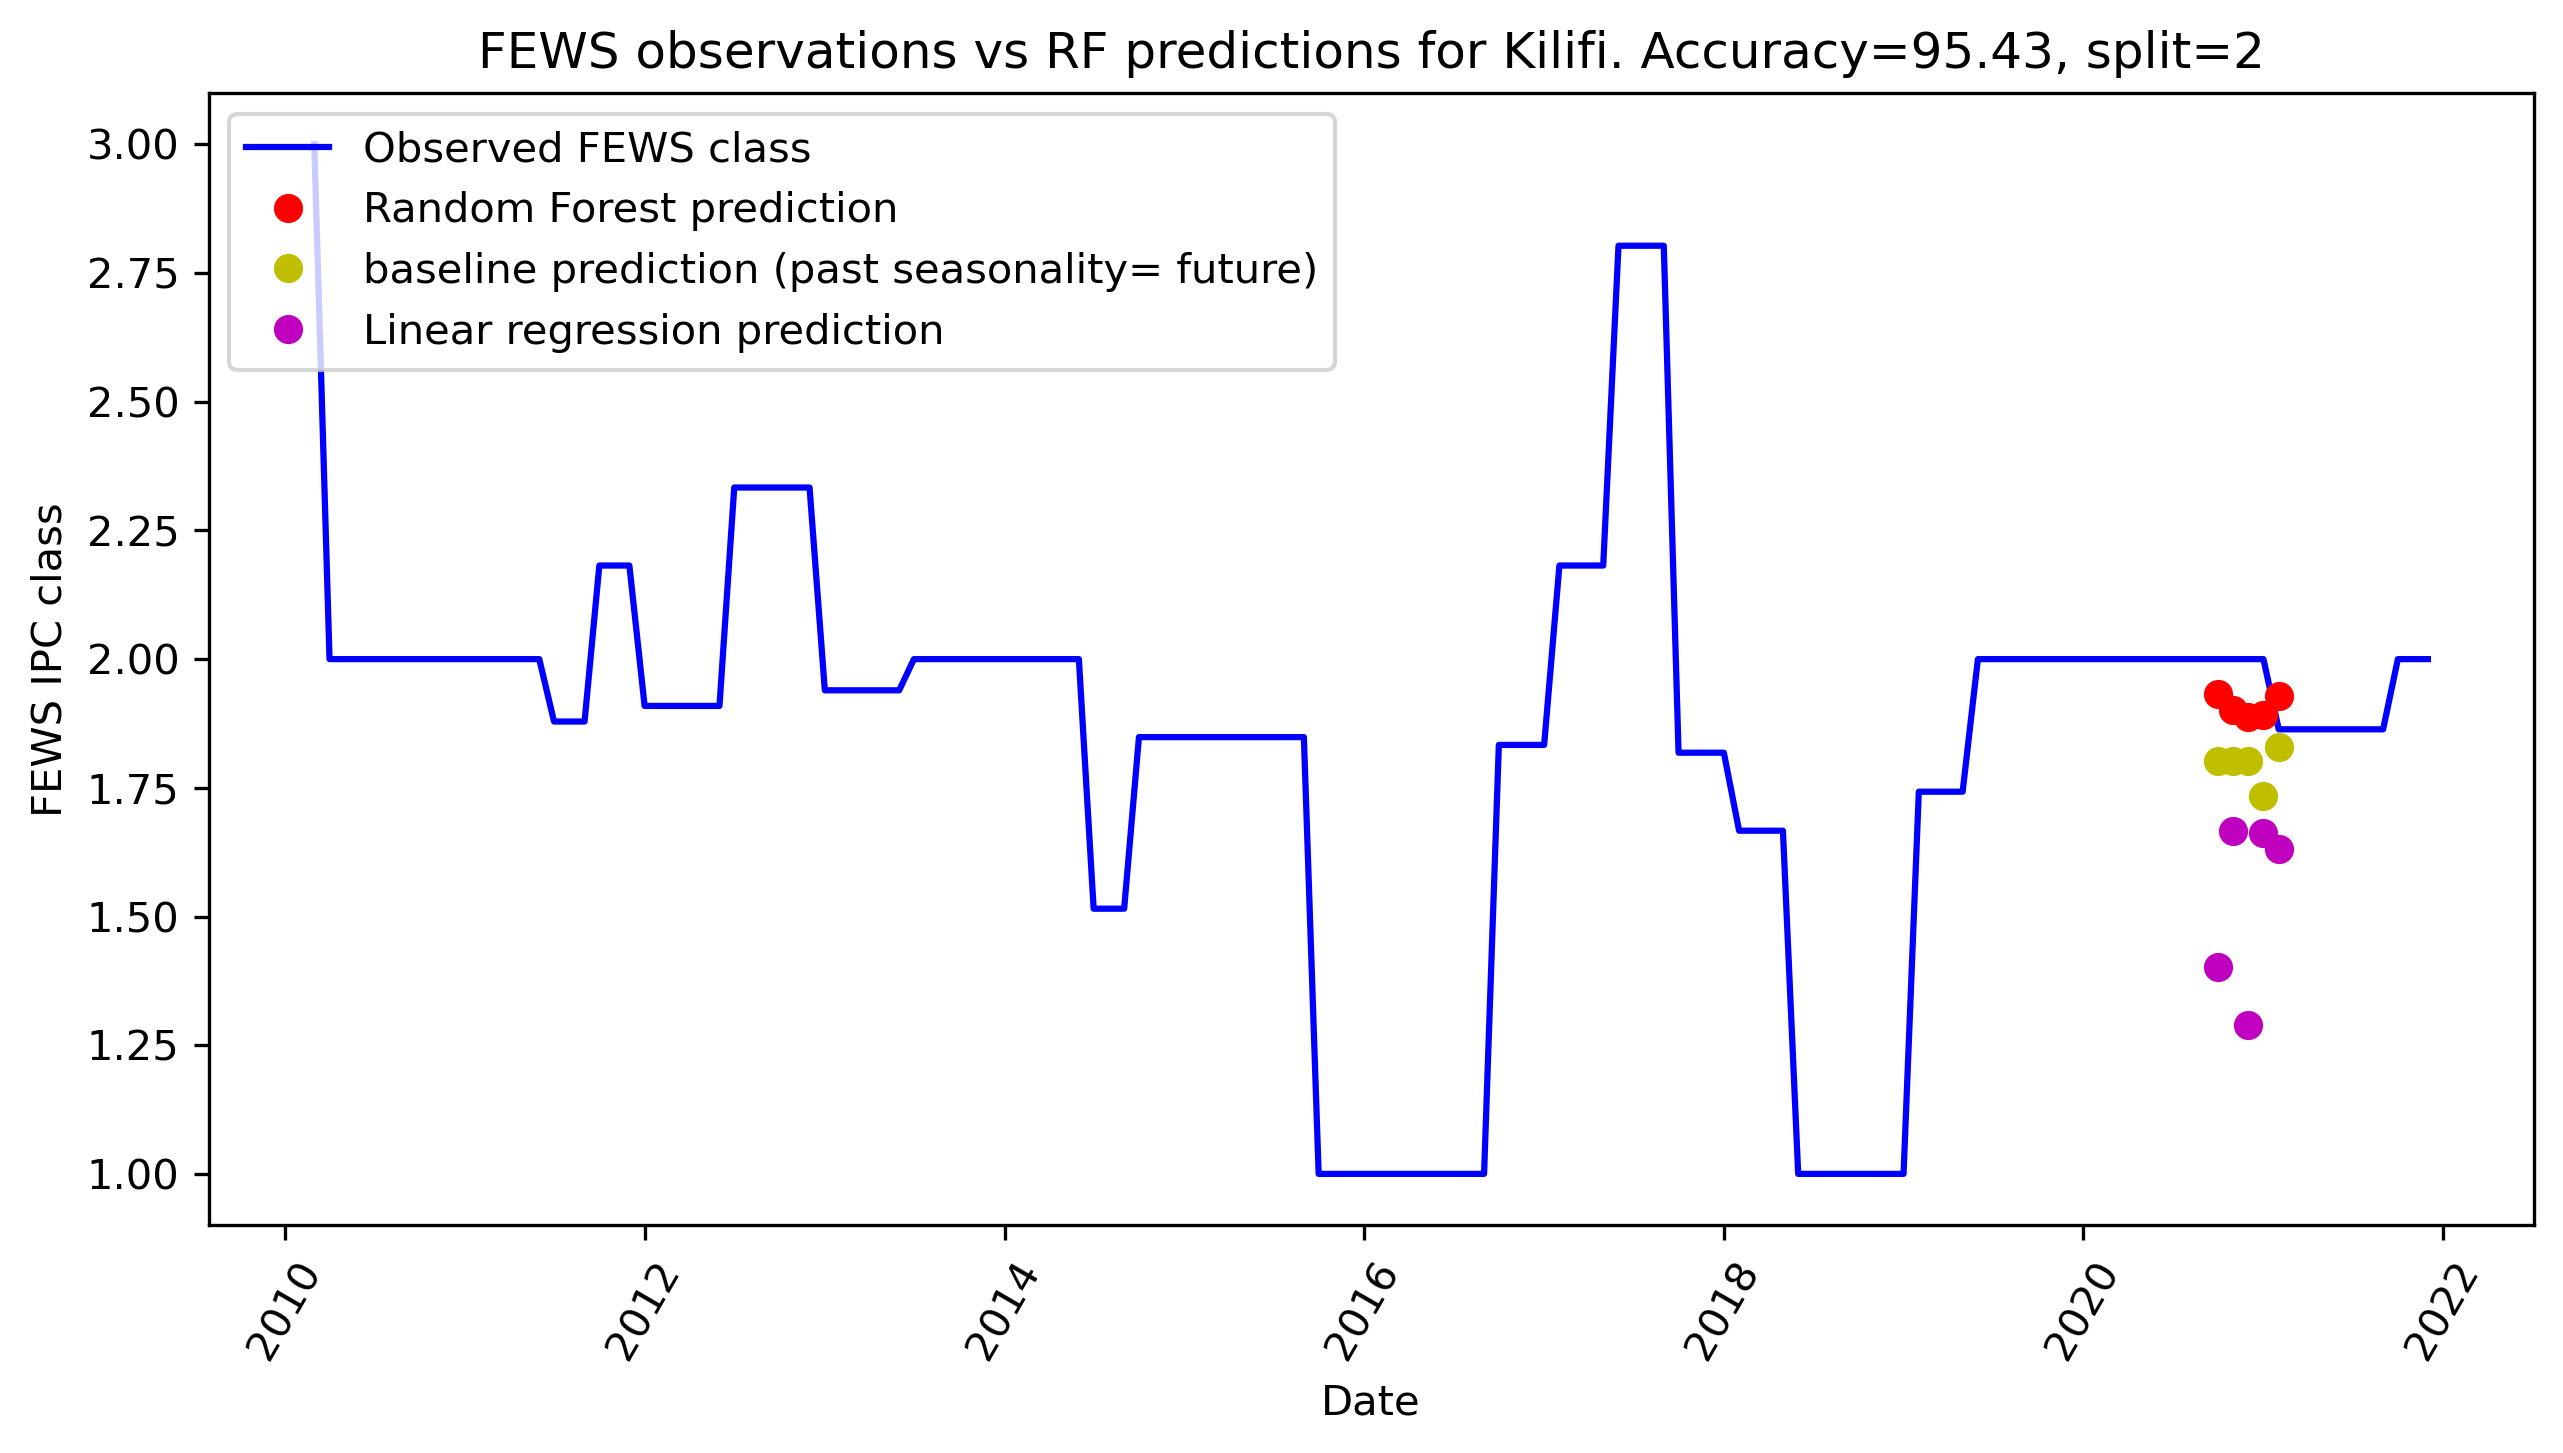 FEWS observations vs RF predictions for Kilifi. Accuracy=95.43, split=2
Observed FEWS class
Random Forest prediction
baseline prediction (past seasonality= future)
Linear regression prediction
FEWS IPC class
3.00
2.75
2.50
2.25
2.00
1.75
1.50
1.25
1.00
2010
2012
2014
2016
2018
2020
2022
Date